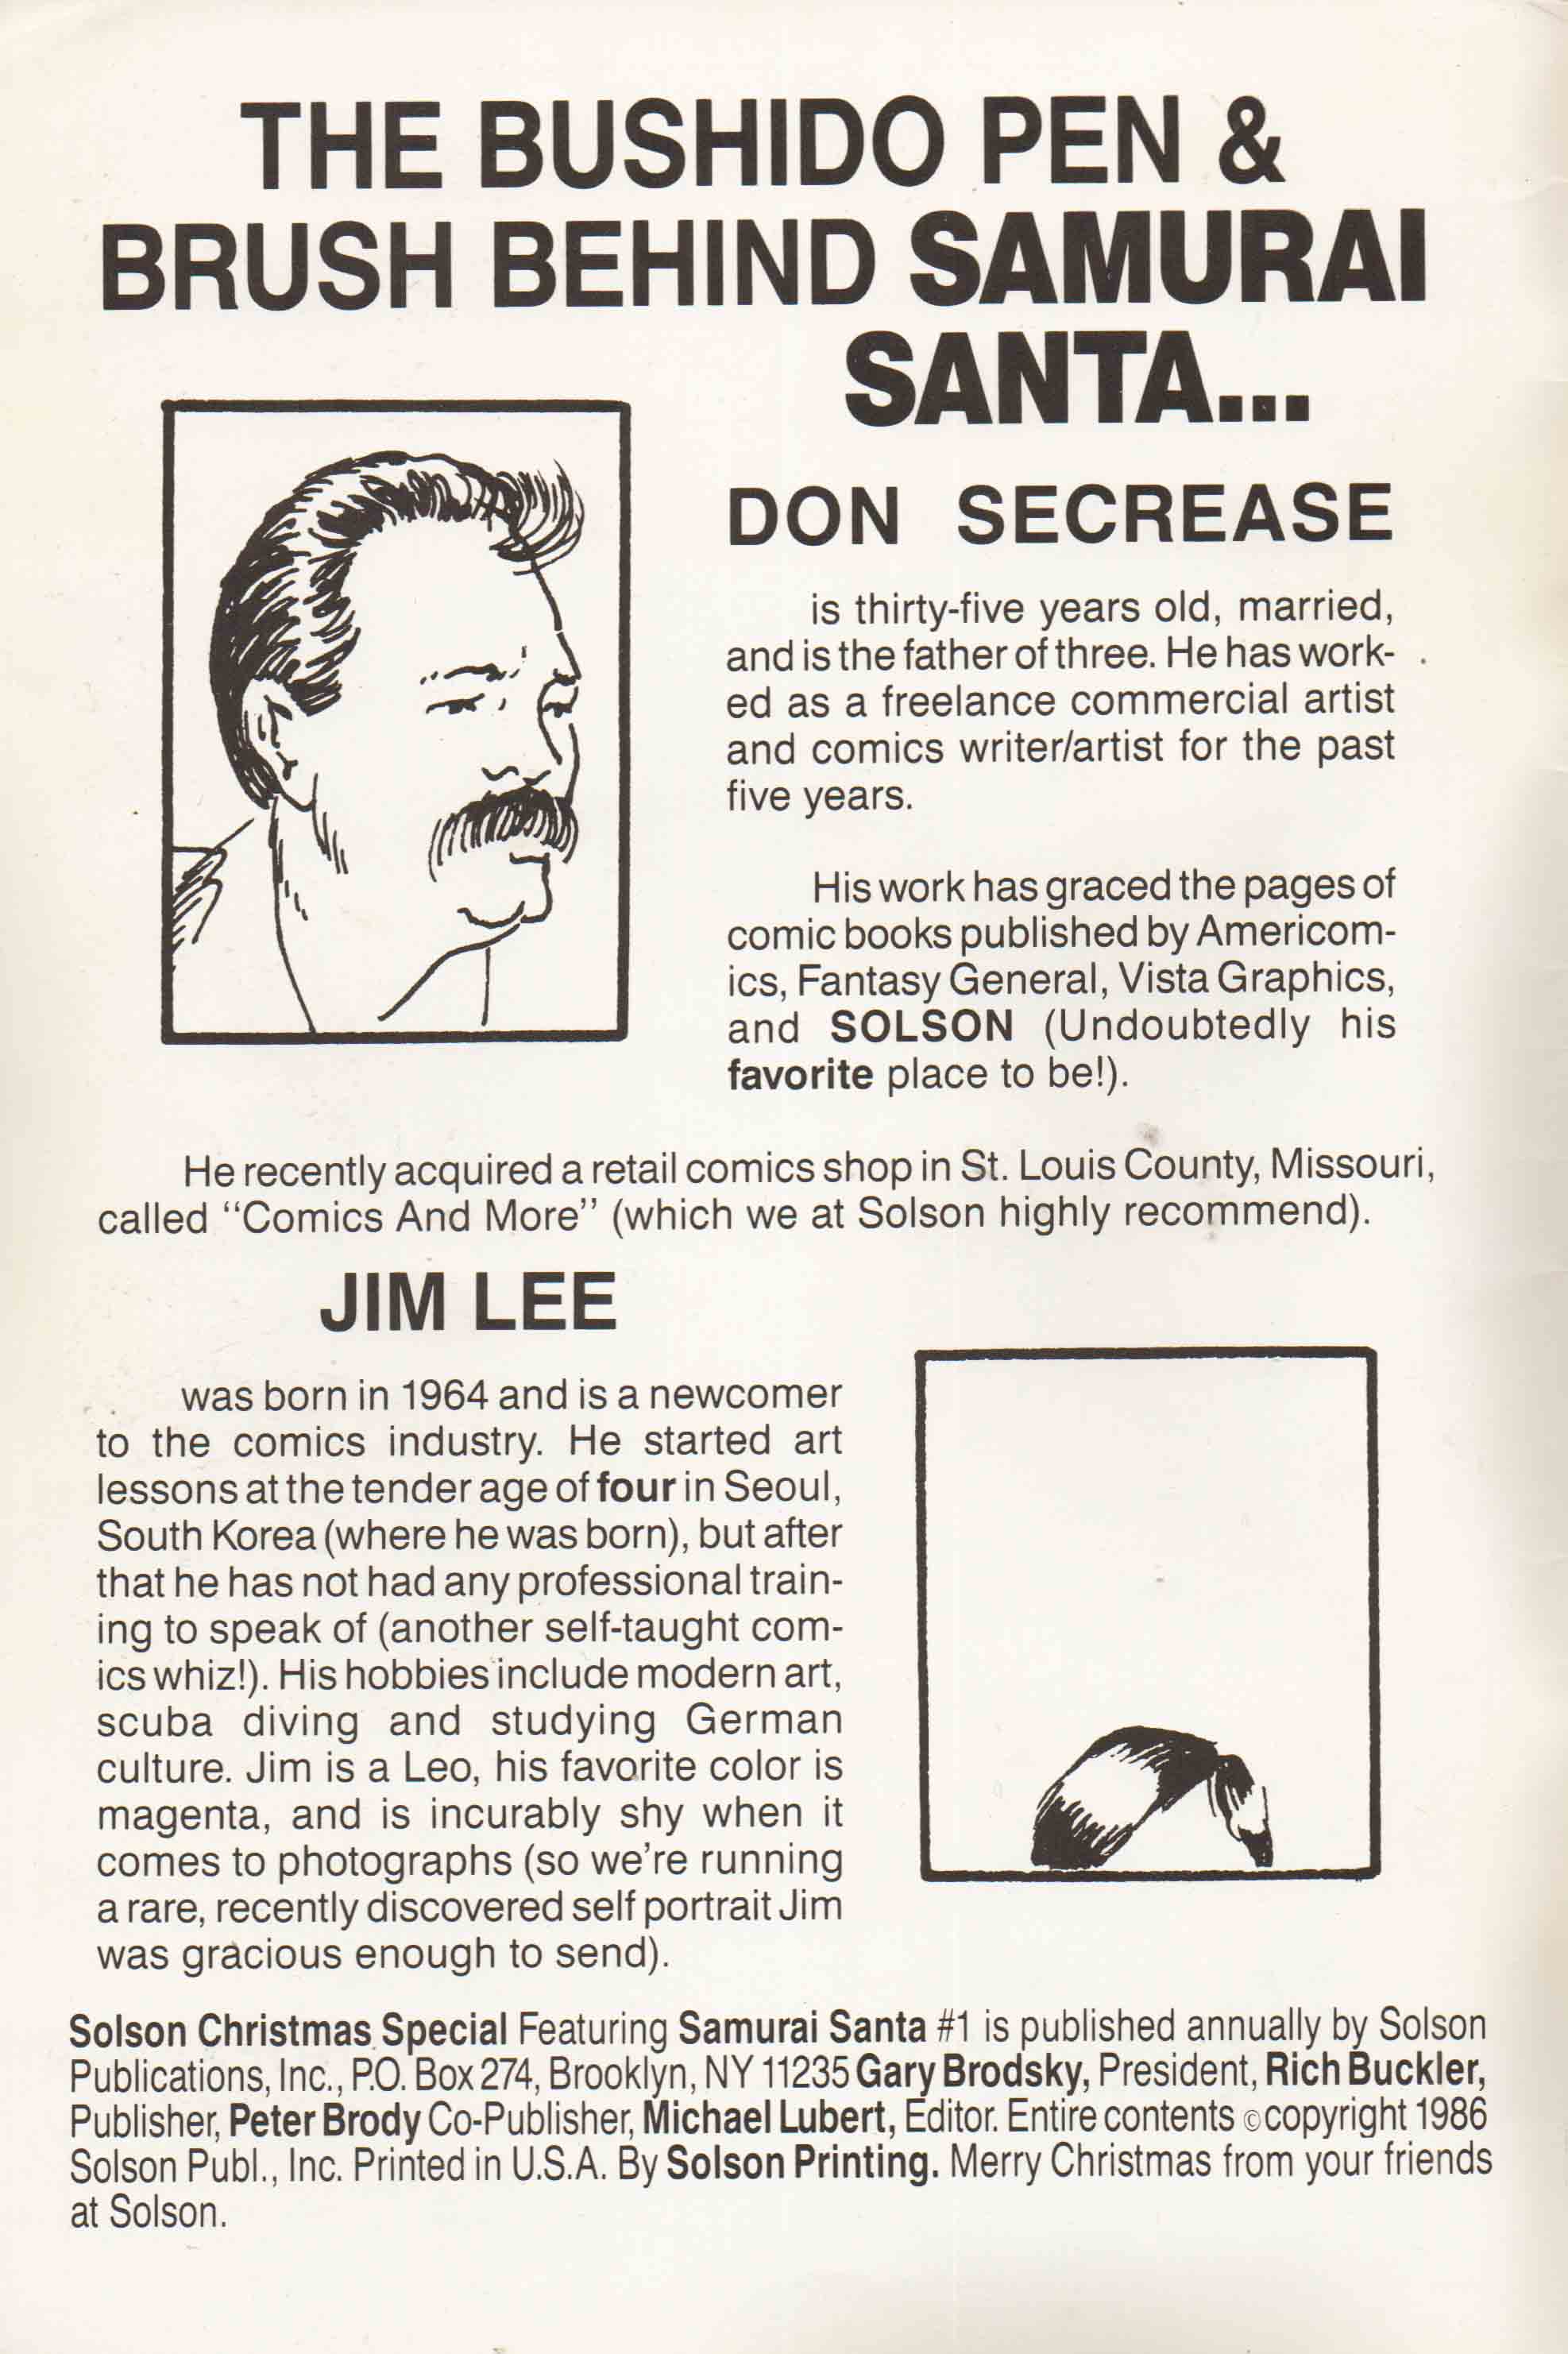 THE BUSHIDO PEN &
BRUSH BEHIND SAMURAI
SANTA...
DON SECREASE
is thirty-five years old, married,
and is the father of three. He has work-
ed as a freelance commercial artist
and comics writer/artist for the past
five years.
His work has graced the pages of
comic books published by Americom-
ics, Fantasy General, Vista Graphics,
and SOLSON (Undoubtedly his
favorite place to be!).
He recently acquired a retail comics shop in St. Louis County, Missouri,
called "Comics And More" (which we at Solson highly recommend).
JIM LEE
was born in 1964 and is a newcomer
to the comics industry. He started art
lessons at the tender age of four in Seoul,
South Korea (where he was born), but after
that he has not had any professional train-
ing to speak of (another self-taught com-
ics whiz!). His hobbies include modern art,
scuba diving and studying German
culture. Jim is a Leo, his favorite color is
magenta, and is incurably shy when it
comes to photographs (so we're running
a rare, recently discovered self portrait Jim
was gracious enough to send).
Solson Christmas Special Featuring Samurai Santa #1 is published annually by Solson
Publications, Inc., P.O. Box 274, Brooklyn, NY 11235 Gary Brodsky, President, Rich Buckler,
Publisher, Peter Brody Co-Publisher, Michael Lubert, Editor. Entire contents © copyright 1986
Solson Publ., Inc. Printed in U.S.A. By Solson Printing. Merry Christmas from your friends
at Solson.